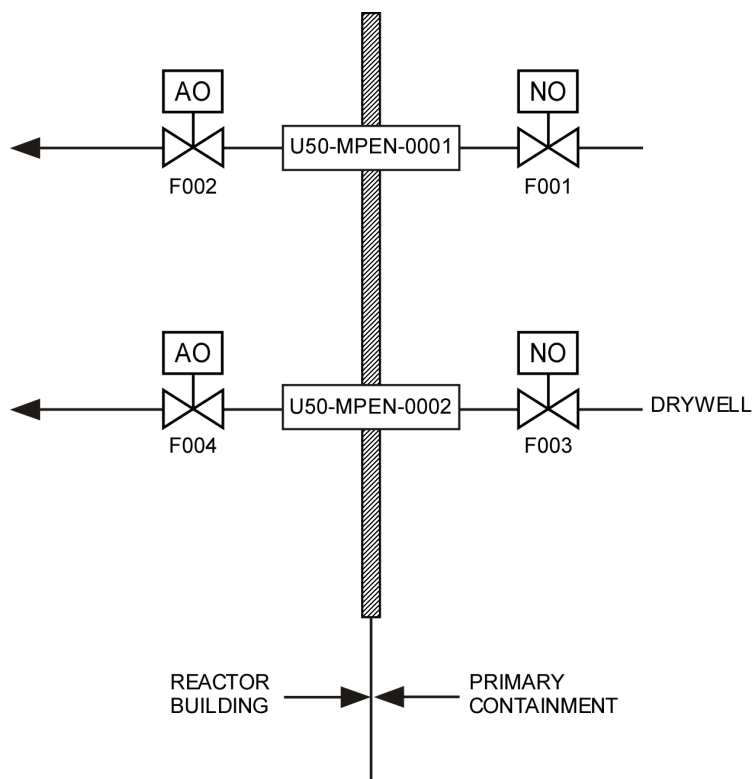 AO
NO
U50-MPEN-0001
F002
F001
AO
NO
U50-MPEN-0002
DRYWELL
F004
F003
REACTOR
BUILDING
PRIMARY
CONTAINMENT